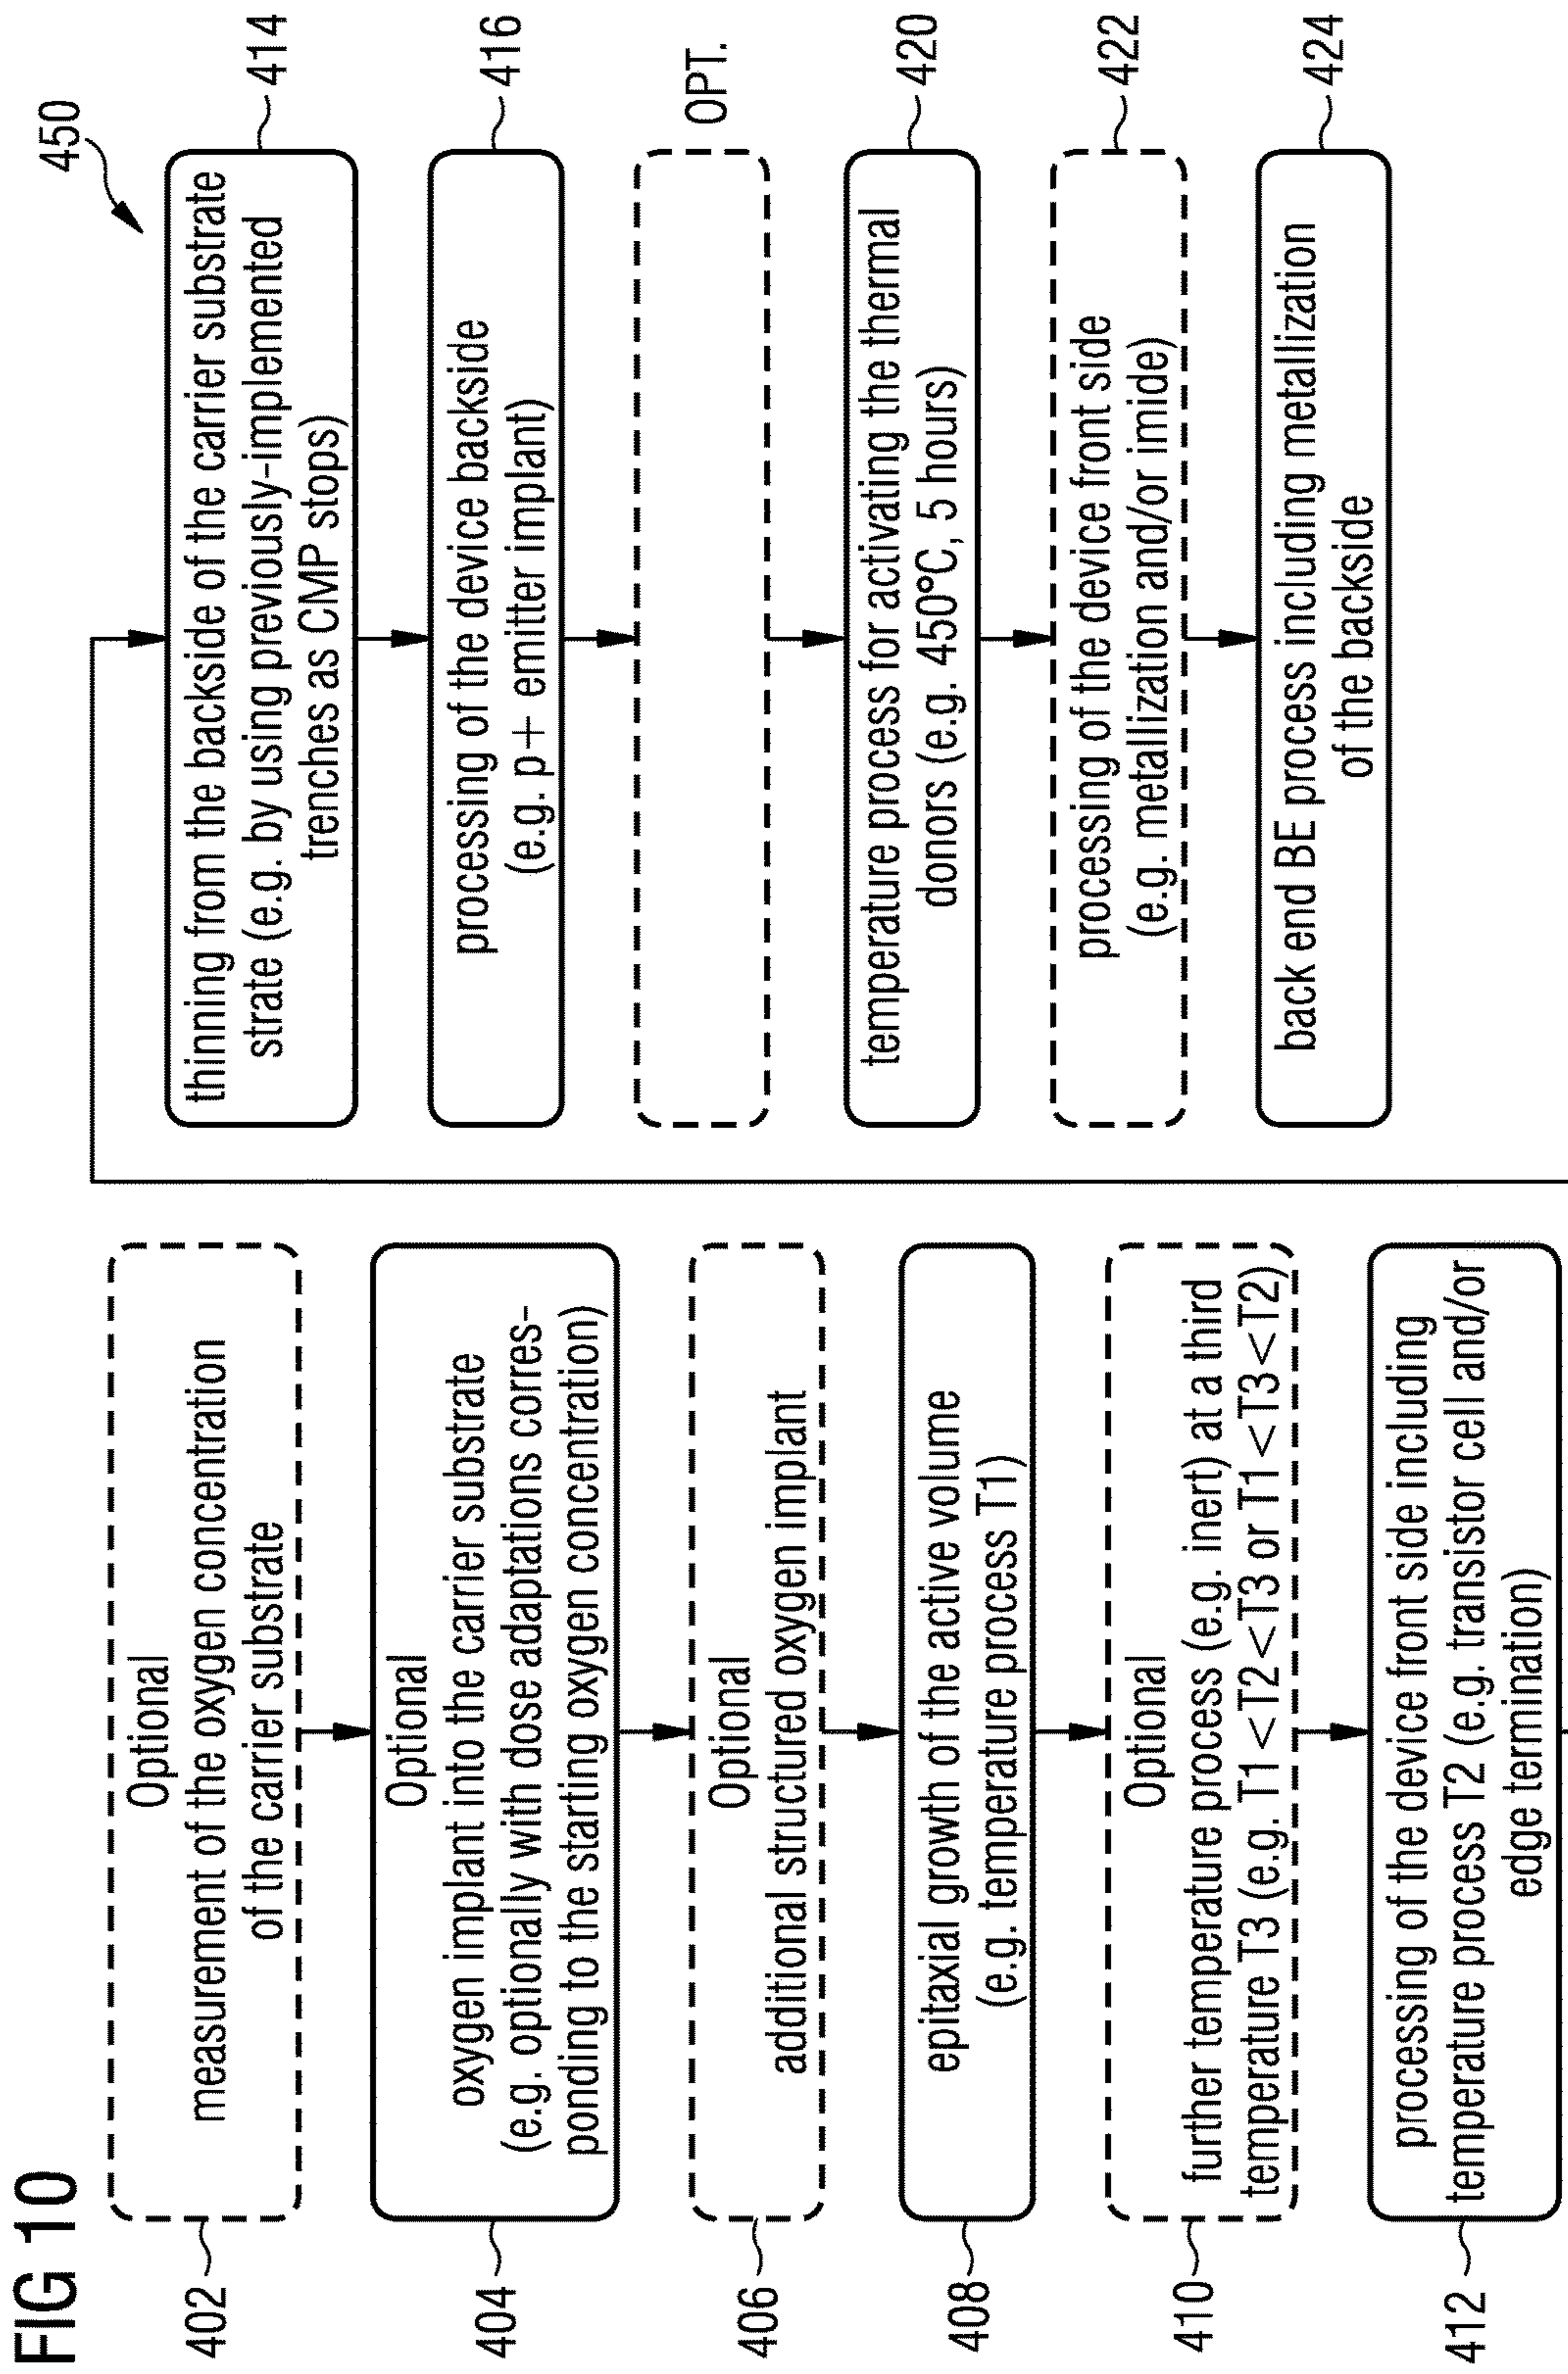 FIG 10
402
Optional
measurement of the oxygen concentration
of the carrier substrate
404
Optional
oxygen implant into the carrier substrate
(e.g. optionally with dose adaptations corres-
ponding to the starting oxygen concentration)
406
Optional
additional structured oxygen implant
408
epitaxial growth of the active volume
(e.g. temperature process T1)
410
Optional
further temperature process (e.g. inert) at a third
temperature T3 (e.g. T1 <T2<T3 or T1 <T3<T2)
412
processing of the device front side including
temperature process T2 (e.g. transistor cell and/or
edge termination)
450
thinning from the backside of the carrier substrate
strate (e.g. by using previously-implemented
trenches as CMP stops)
414
processing of the device backside
(e.g. p+ emitter implant)
416
OPT.
temperature process for activating the thermal
donors (e.g. 450°C, 5 hours)
420
processing of the device front side
(e.g. metallization and/or imide)
422
back end BE process including metallization
of the backside
424